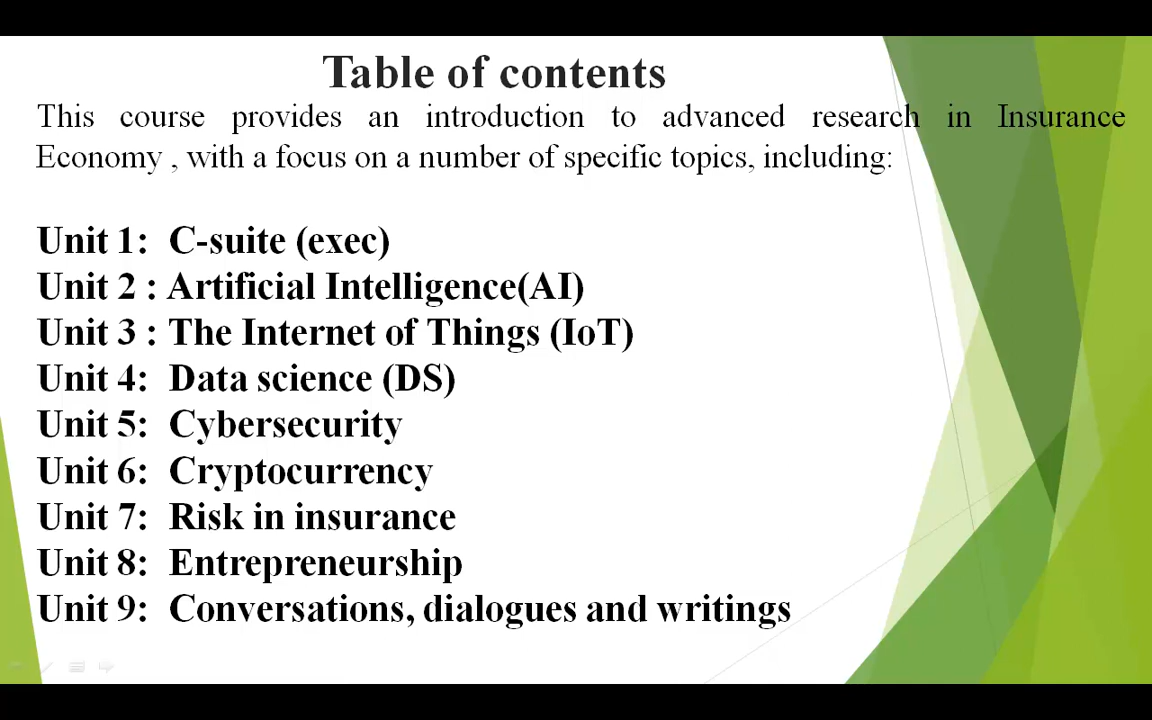 Table of contents
This course provides an introduction to advanced research in Insurance
Economy , with a focus on a number of specific topics, including:
Unit 1: C-suite (exec)
Unit 2 : Artificial Intelligence(AI)
Unit 3 : The Internet of Things (IoT)
Unit 4: Data science (DS)
Unit 5: Cybersecurity
Unit 6: Cryptocurrency
Unit 7: Risk in insurance
Unit 8: Entrepreneurship
Unit 9: Conversations, dialogues and writings